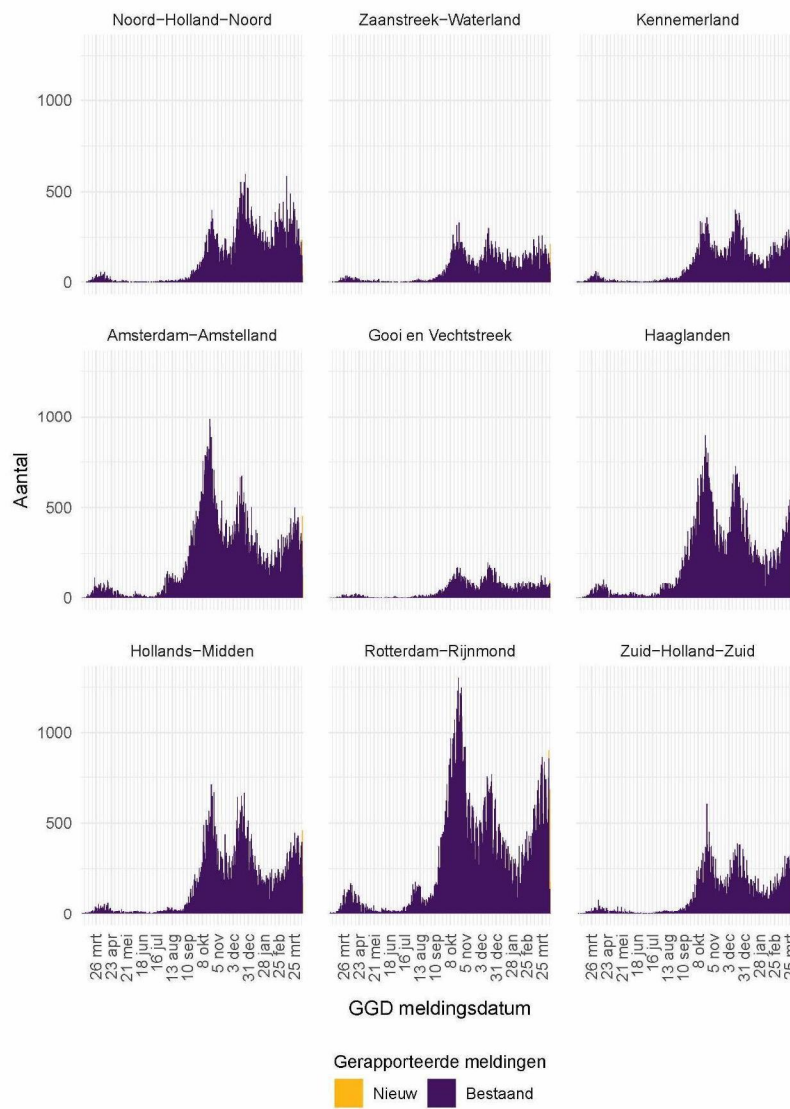 Noord−Holland−Noord Zaanstreek−Waterland Kennemerland
1000
500
0
Amsterdam−Amstelland Gooi en Vechtstreek Haaglanden
1000
500
0
Hollands−Midden Rotterdam−Rijnmond Zuid−Holland−Zuid
1000
500
0
Aantal
26 mrt 23 apr 21 mei 18 jun 16 jul 13 aug 10 sep 8 okt 5 nov 3 dec 31 dec 28 jan 25 feb 25 mrt
26 mrt 23 apr 21 mei 18 jun 16 jul 13 aug 10 sep 8 okt 5 nov 3 dec 31 dec 28 jan 25 feb 25 mrt
26 mrt 23 apr 21 mei 18 jun 16 jul 13 aug 10 sep 8 okt 5 nov 3 dec 31 dec 28 jan 25 feb 25 mrt
GGD meldingsdatum
Gerapporteerde meldingen
Nieuw Bestaand